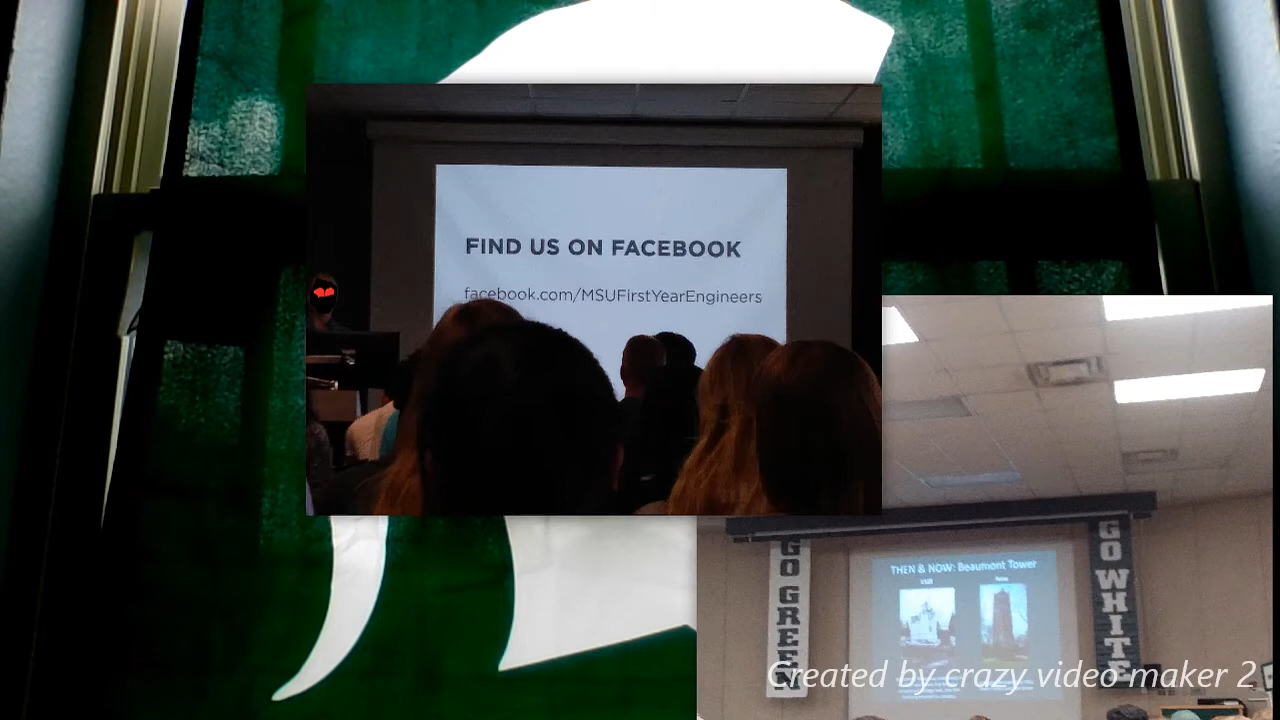 FIND US ON FACEBOOK
facebook.com/MSUFirstYearEngineers
GO GREEN
THEN & NOW: Beaumont Tower
GO WHITE
Created by crazy video maker 2